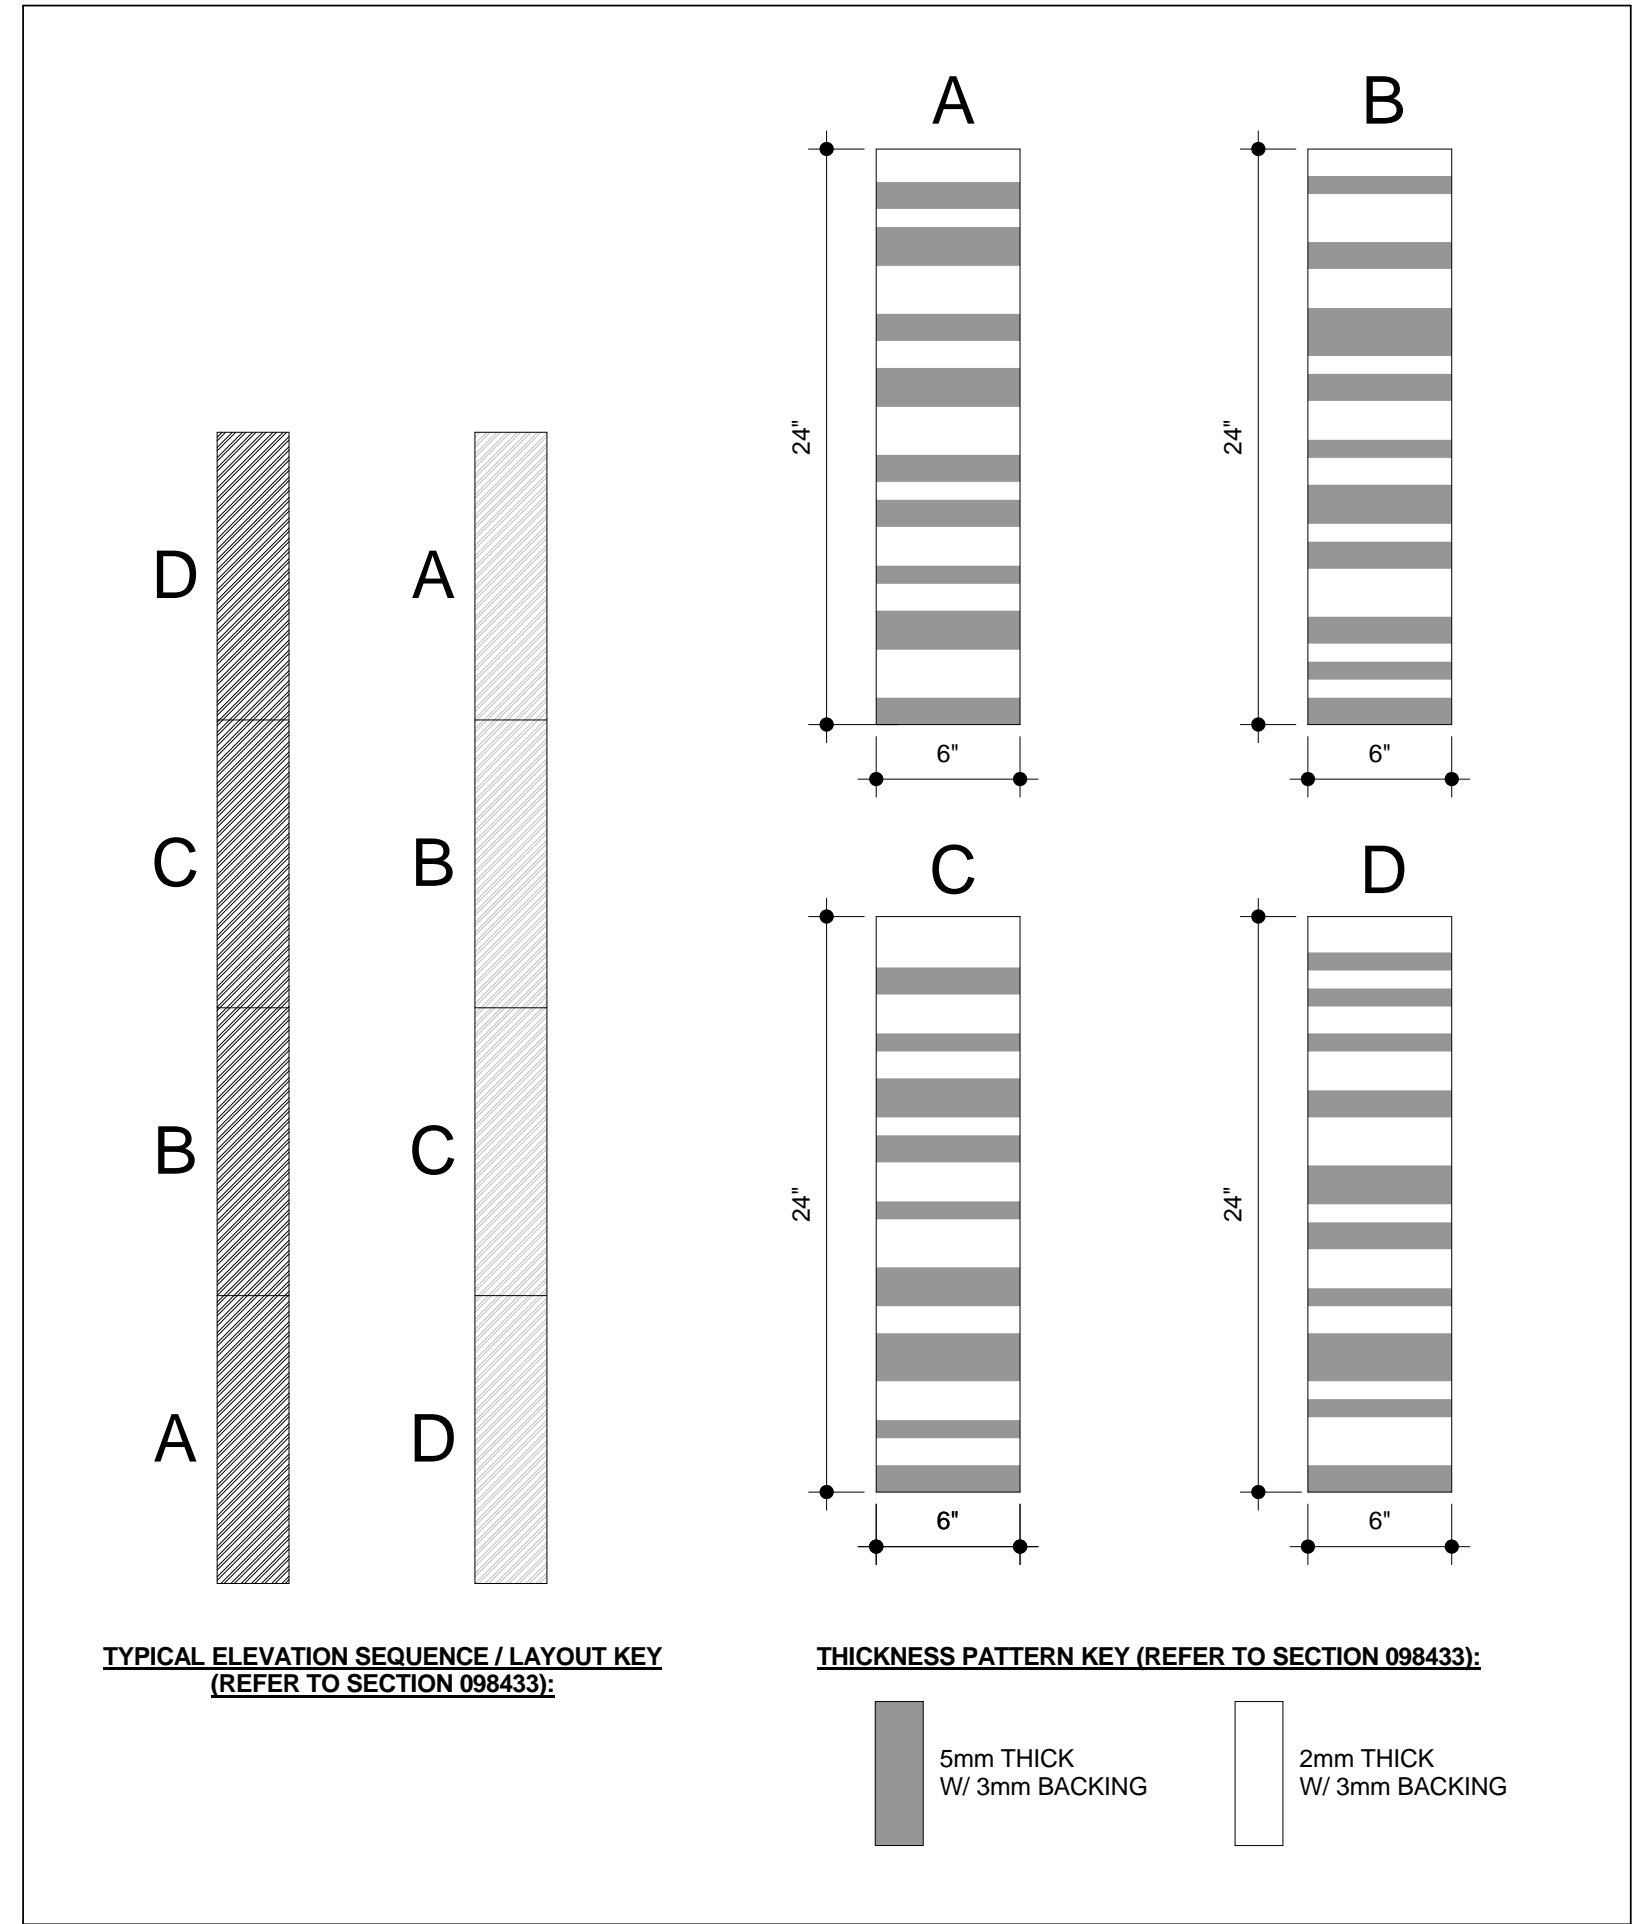 A
B
24"
24"
6"
6"
D
A
C
B
B
C
A
D
C
D
24"
24"
6"
6"
TYPICAL ELEVATION SEQUENCE / LAYOUT KEY
(REFER TO SECTION 098433):
THICKNESS PATTERN KEY (REFER TO SECTION 098433):
5mm THICK
W/ 3mm BACKING
2mm THICK
W/ 3mm BACKING